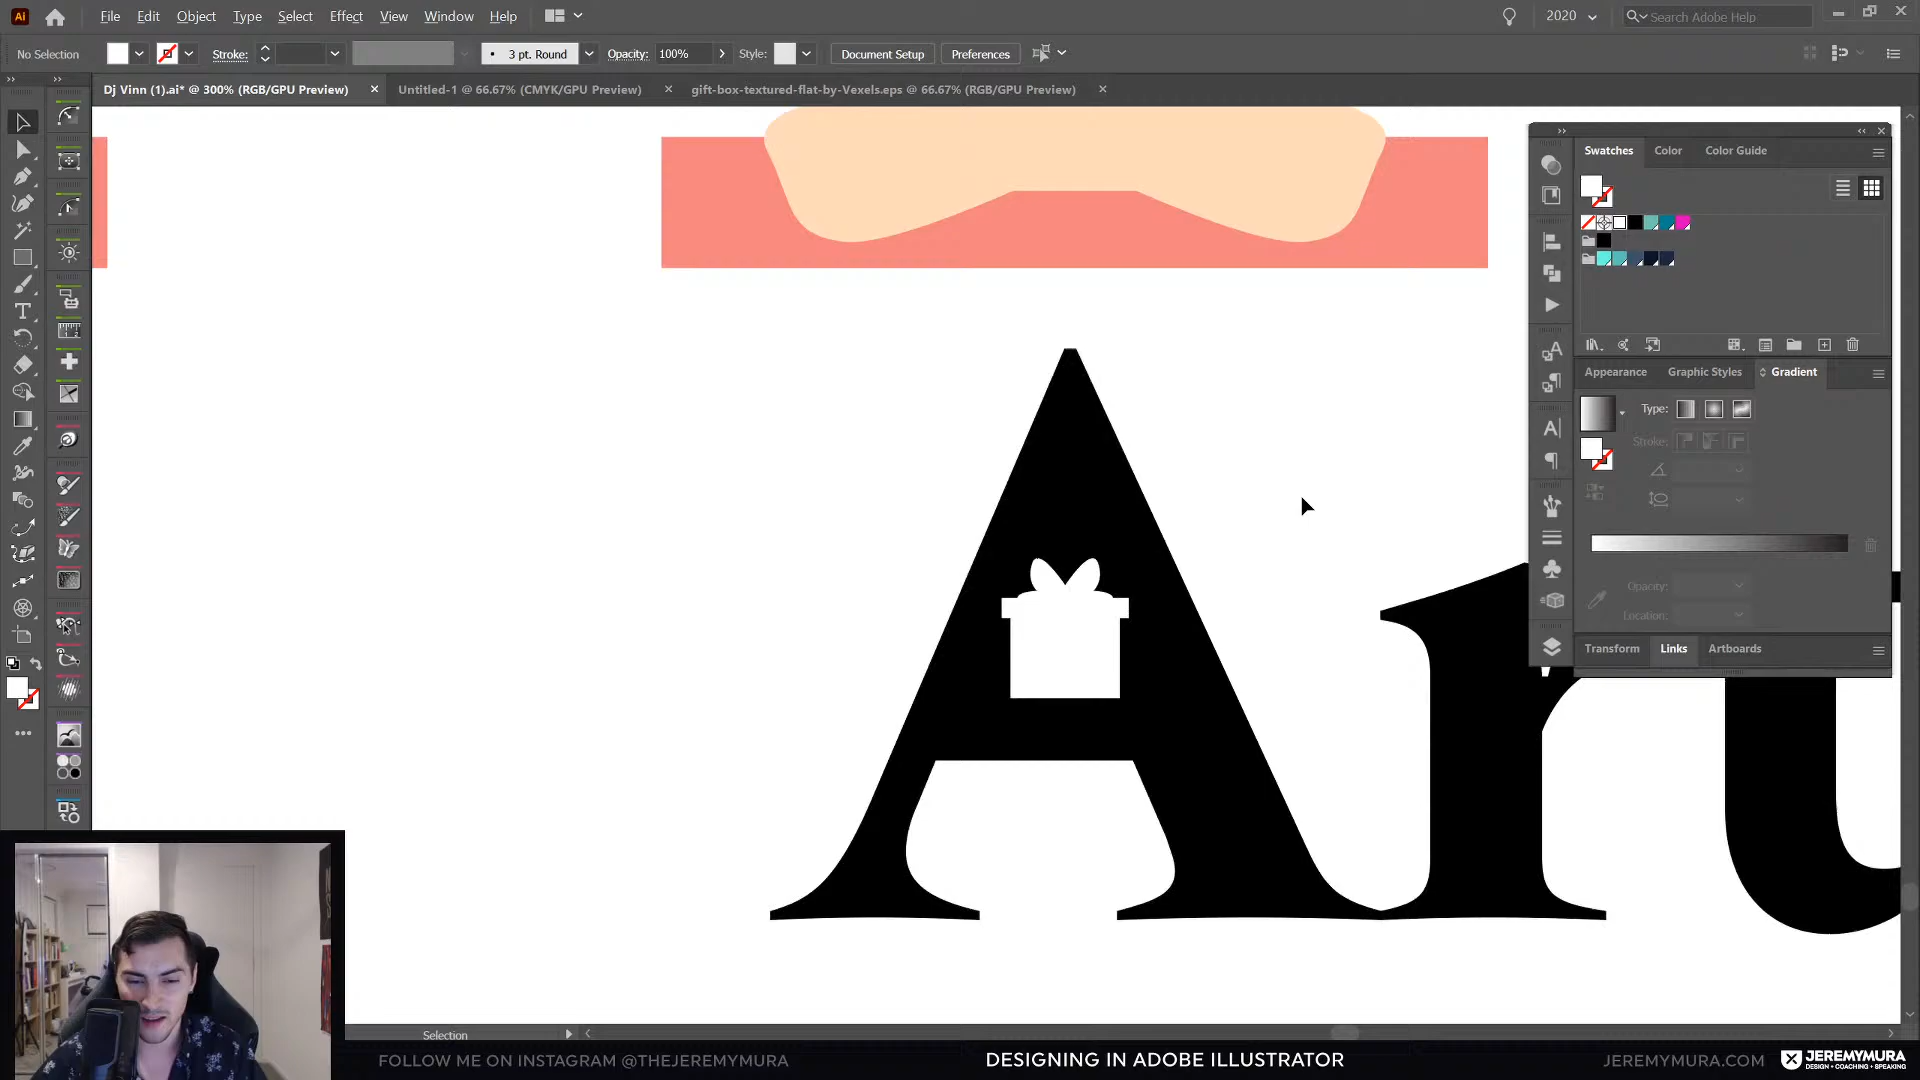 Ai File Edit Object Type Select Effect View Window Help 2020 Search Adobe Help
No Selection Stroke: 3 pt. Round Opacity: 100% Style: Document Setup Preferences
Dj Vinn (1).ai* @ 300% (RGB/GPU Preview) Untitled-1 @ 66.67% (CMYK/GPU Preview) gift-box-textured-flat-by-Vexels.eps @ 66.67% (RGB/GPU Preview)
Swatches Color Color Guide
Appearance Graphic Styles Gradient
Type:
Stroke:
Opacity:
Location:
Transform Links Artboards
Art
Selection
FOLLOW ME ON INSTAGRAM @THEJEREMYMURA DESIGNING IN ADOBE ILLUSTRATOR JEREMYMURA.COM JEREMYMURA
DESIGN • COACHING • SPEAKING